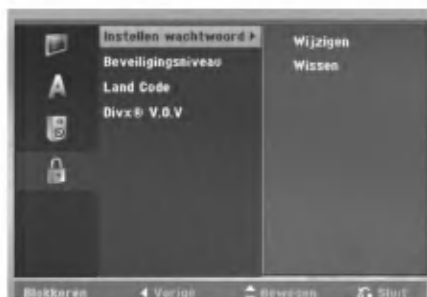 Instellen wachtwoord
Beveiligingsniveau
Land Code
Divx® V.O.V
Wijzigen
Wissen
Blokkeren Vorige Bewegen Sluit